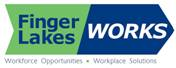 Finger
Lakes WORKS
Workforce Opportunities • Workplace Solutions